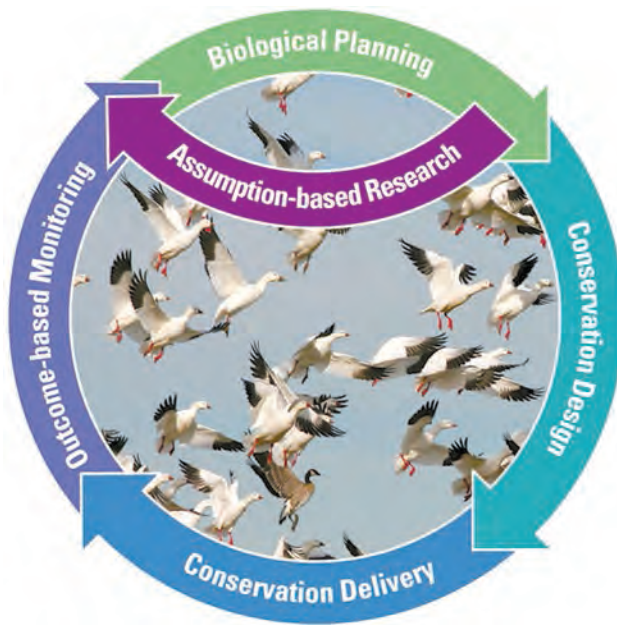 Biological Planning
Assumption-based Research
Conservation Design
Conservation Delivery
Outcome-based Monitoring